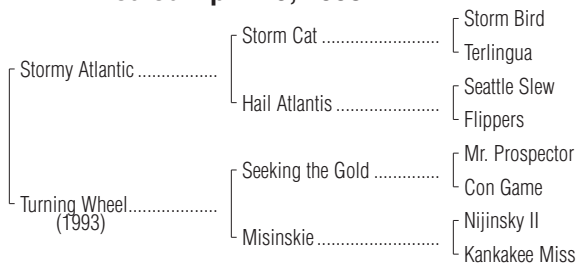 Storm Bird
Storm Cat ........................
Terlingua
Stormy Atlantic ................
Seattle Slew
Hail Atlantis .....................
Flippers
Mr. Prospector
Seeking the Gold ..............
Con Game
Turning Wheel..................
(1993)
Nijinsky II
Misinskie .........................
Kankakee Miss